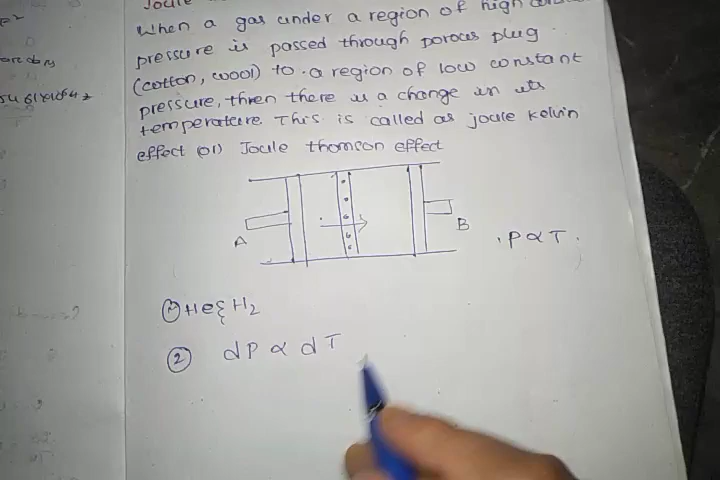 Joule
When a gas under a region of high
pressure is passed through porous plug
(cotton, wool) to a region of low constant
pressure, then there is a change in its
temperature. This is called as joule kelvin
effect (or) Joule thomson effect
A B
P ∝ T.
He & H2
② dP ∝ dT